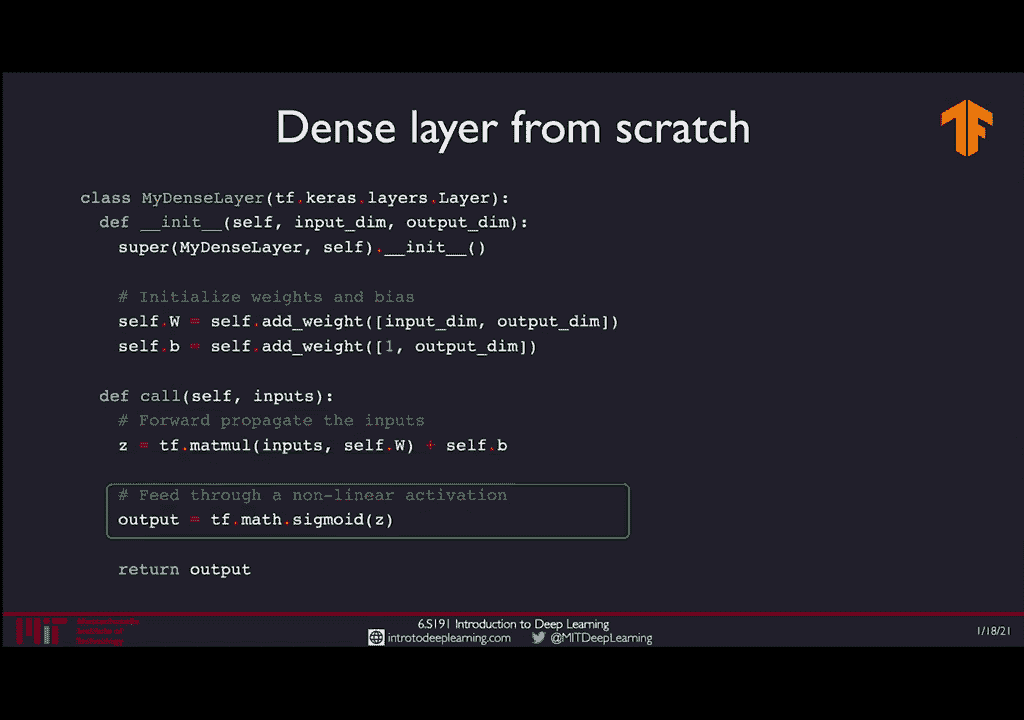 Dense layer from scratch
class MyDenseLayer(tf.keras.layers.Layer):
def __init__(self, input_dim, output_dim):
super(MyDenseLayer, self).__init__()
# Initialize weights and bias
self.W = self.add_weight([input_dim, output_dim])
self.b = self.add_weight([1, output_dim])
def call(self, inputs):
# Forward propagate the inputs
z = tf.matmul(inputs, self.W) + self.b
# Feed through a non-linear activation
output = tf.math.sigmoid(z)
return output
Massachusetts
Institute of
Technology
6.S191 Introduction to Deep Learning
introtodeeplearning.com @MITDeepLearning
1/18/21